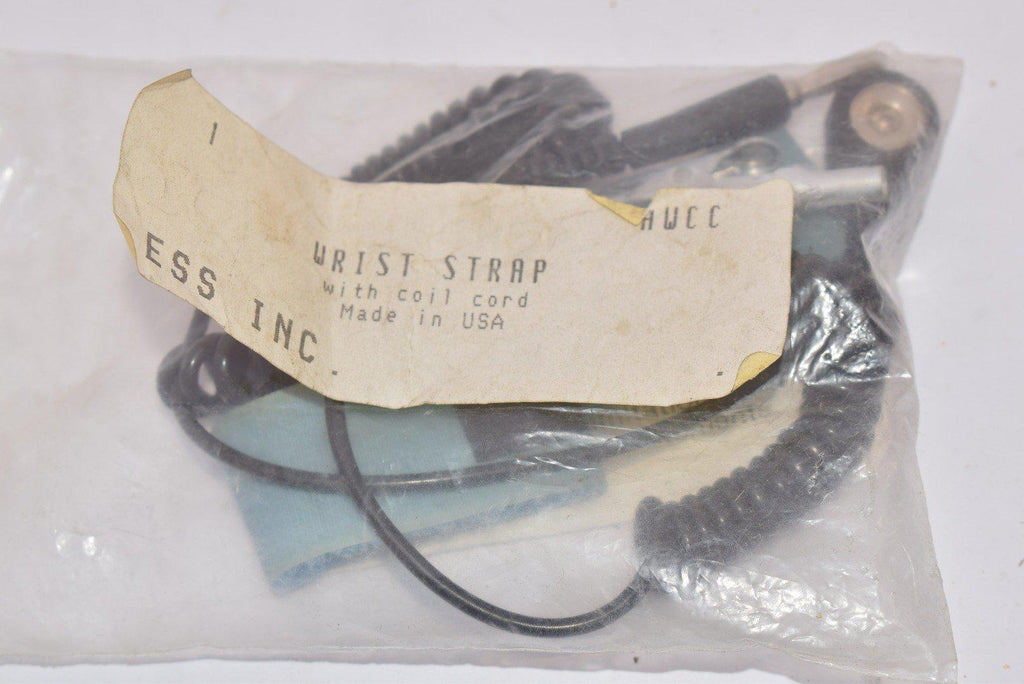 1
AWCC
WRIST STRAP
with coil cord
Made in USA
ESS INC.